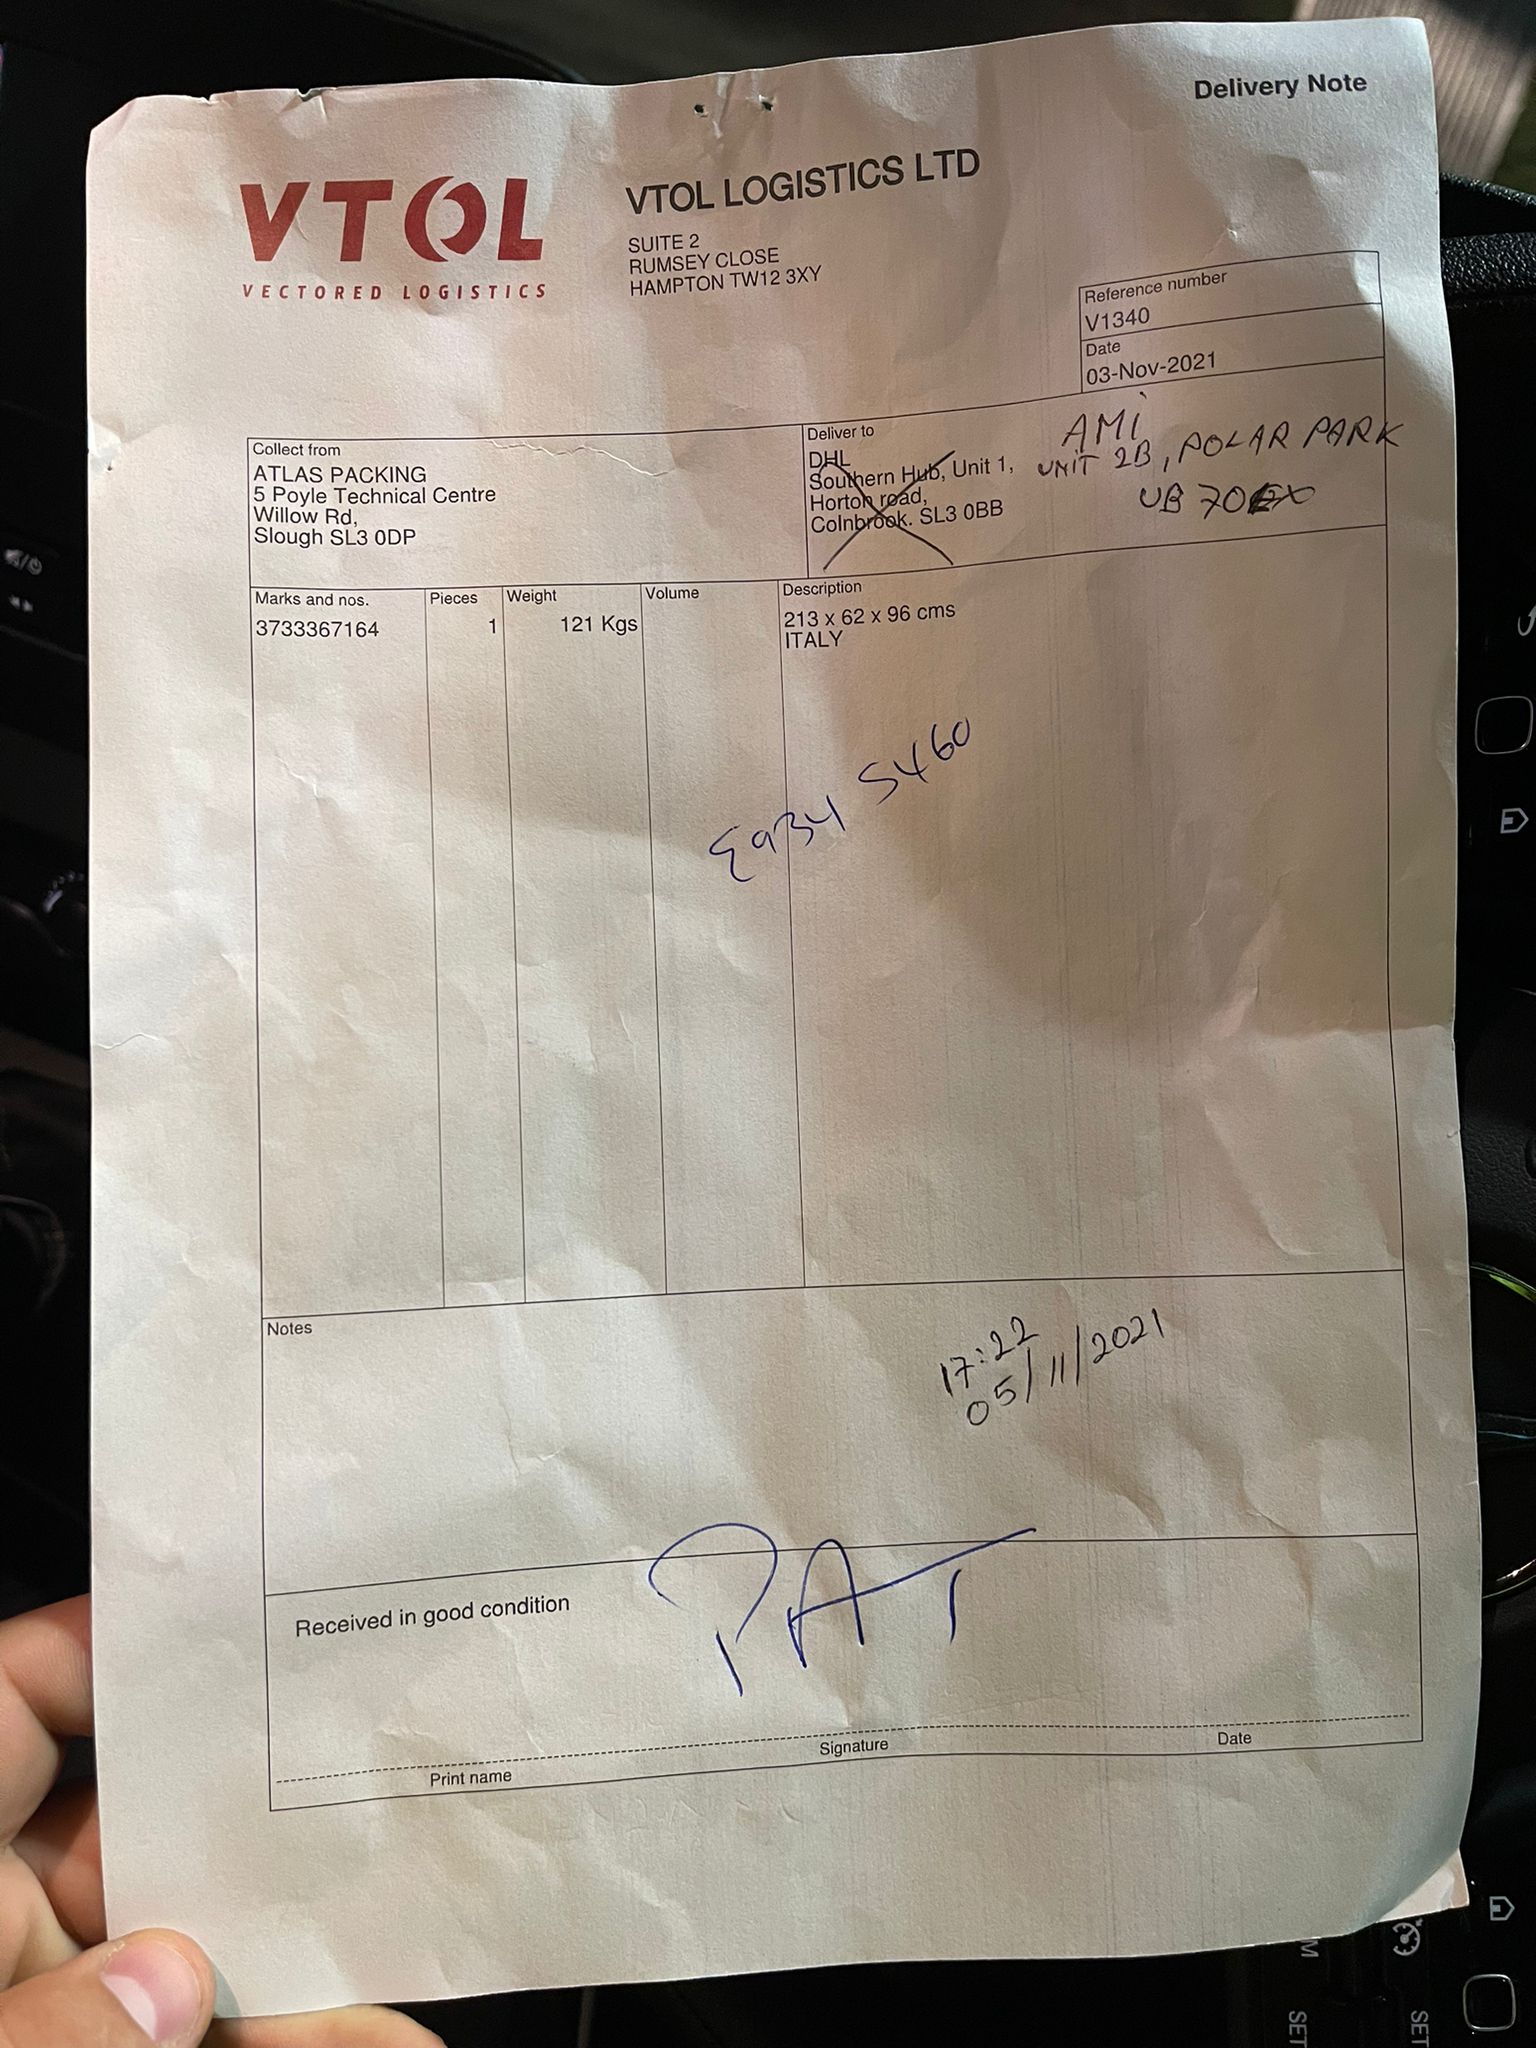 Delivery Note
VTOL
VECTORED LOGISTICS
VTOL LOGISTICS LTD
SUITE 2
RUMSEY CLOSE
HAMPTON TW12 3XY
Reference number
V1340
Date
03-Nov-2021
Collect from
ATLAS PACKING
5 Poyle Technical Centre
Willow Rd,
Slough SL3 0DP
Deliver to
DHL
Southern Hub, Unit 1,
Horton road,
Colnbrook. SL3 0BB
AMI
UNIT 2B, POLAR PARK
UB 70
Marks and nos. Pieces Weight Volume Description
3733367164 1 121 Kgs 213 x 62 x 96 cms
ITALY
E934 5460
Notes
17:22
05/11/2021
Received in good condition
PAT
Print name Signature Date
SET
SET